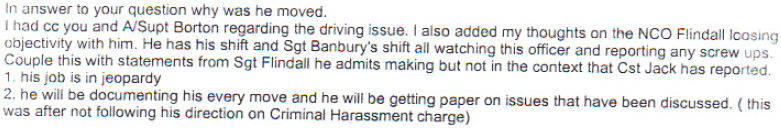 In answer to your question why was he moved.
I had cc you and A/Supt Borton regarding the driving issue. I also added my thoughts on the NCO Flindall loosing
objectivity with him. He has his shift and Sgt Banbury's shift all watching this officer and reporting any screw ups.
Couple this with statements from Sgt Flindall he admits making but not in the context that Cst Jack has reported.
1. his job is in jeopardy
2. he will be documenting his every move and he will be getting paper on issues that have been discussed. ( this
was after not following his direction on Criminal Harassment charge)